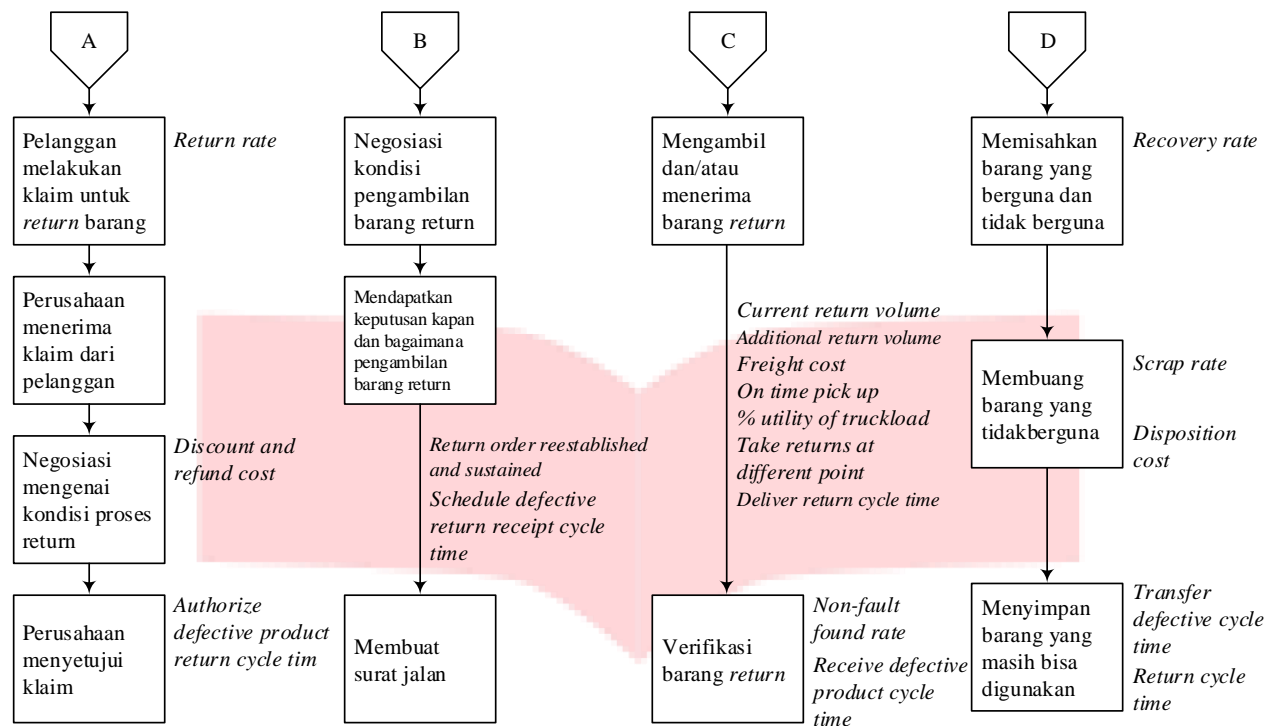 A
Pelanggan
melakukan
klaim untuk
return barang
Return rate
Perusahaan
menerima
klaim dari
pelanggan
Negosiasi
mengenai
kondisi proses
return
Discount and
refund cost
Perusahaan
menyetujui
klaim
Authorize
defective product
return cycle tim
B
Negosiasi
kondisi
pengambilan
barang return
Mendapatkan
keputusan kapan
dan bagaimana
pengambilan
barang return
Return order reestablished
and sustained
Schedule defective
return receipt cycle
time
Membuat
surat jalan
C
Mengambil
dan/atau
menerima
barang return
Current return volume
Additional return volume
Freight cost
On time pick up
% utility of truckload
Take returns at
different point
Deliver return cycle time
Verifikasi
barang return
Non-fault
found rate
Receive defective
product cycle
time
D
Memisahkan
barang yang
berguna dan
tidak berguna
Recovery rate
Membuang
barang yang
tidakberguna
Scrap rate
Disposition
cost
Menyimpan
barang yang
masih bisa
digunakan
Transfer
defective cycle
time
Return cycle
time